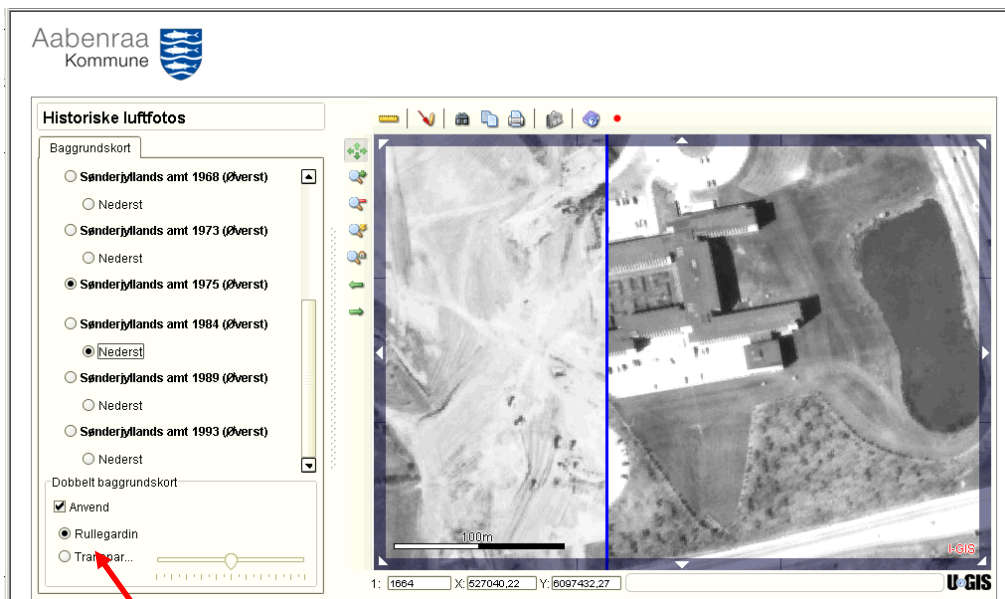 Aabenraa
Kommune
Historiske luftfotos
Baggrundskort
Sønderjyllands amt 1968 (Øverst)
Nederst
Sønderjyllands amt 1973 (Øverst)
Nederst
Sønderjyllands amt 1975 (Øverst)
Sønderjyllands amt 1984 (Øverst)
Nederst
Sønderjyllands amt 1989 (Øverst)
Nederst
Sønderjyllands amt 1993 (Øverst)
Nederst
Dobbelt baggrundskort
Anvend
Rullegardin
100m
I-GIS
1: 1664 X: 527040,22 Y: 6097432,27